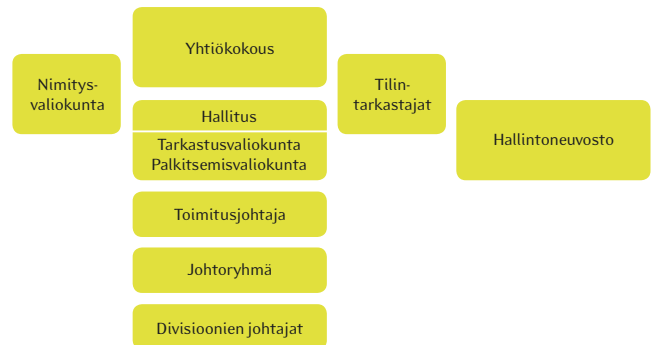 Yhtiökokous
Nimitys-
valiokunta
Tilin-
tarkastajat
Hallitus
Tarkastusvaliokunta
Palkitsemisvaliokunta
Hallintoneuvosto
Toimitusjohtaja
Johtoryhmä
Divisioonien johtajat